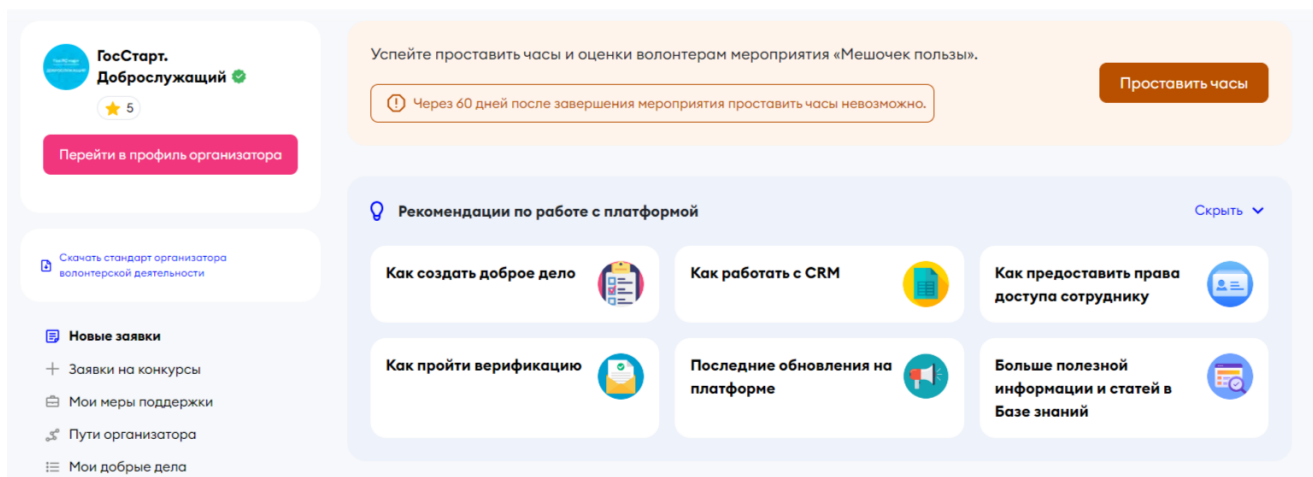 ГосСтарт.
Доброслужащий
5
Перейти в профиль организатора
Скачать стандарт организатора
волонтерской деятельности
Новые заявки
Заявки на конкурсы
Мои меры поддержки
Пути организатора
Мои добрые дела
Успейте проставить часы и оценки волонтерам мероприятия «Мешочек пользы».
Через 60 дней после завершения мероприятия проставить часы невозможно.
Проставить часы
Рекомендации по работе с платформой
Скрыть
Как создать доброе дело
Как работать с CRM
Как предоставить права
доступа сотруднику
Как пройти верификацию
Последние обновления на
платформе
Больше полезной
информации и статей в
Базе знаний